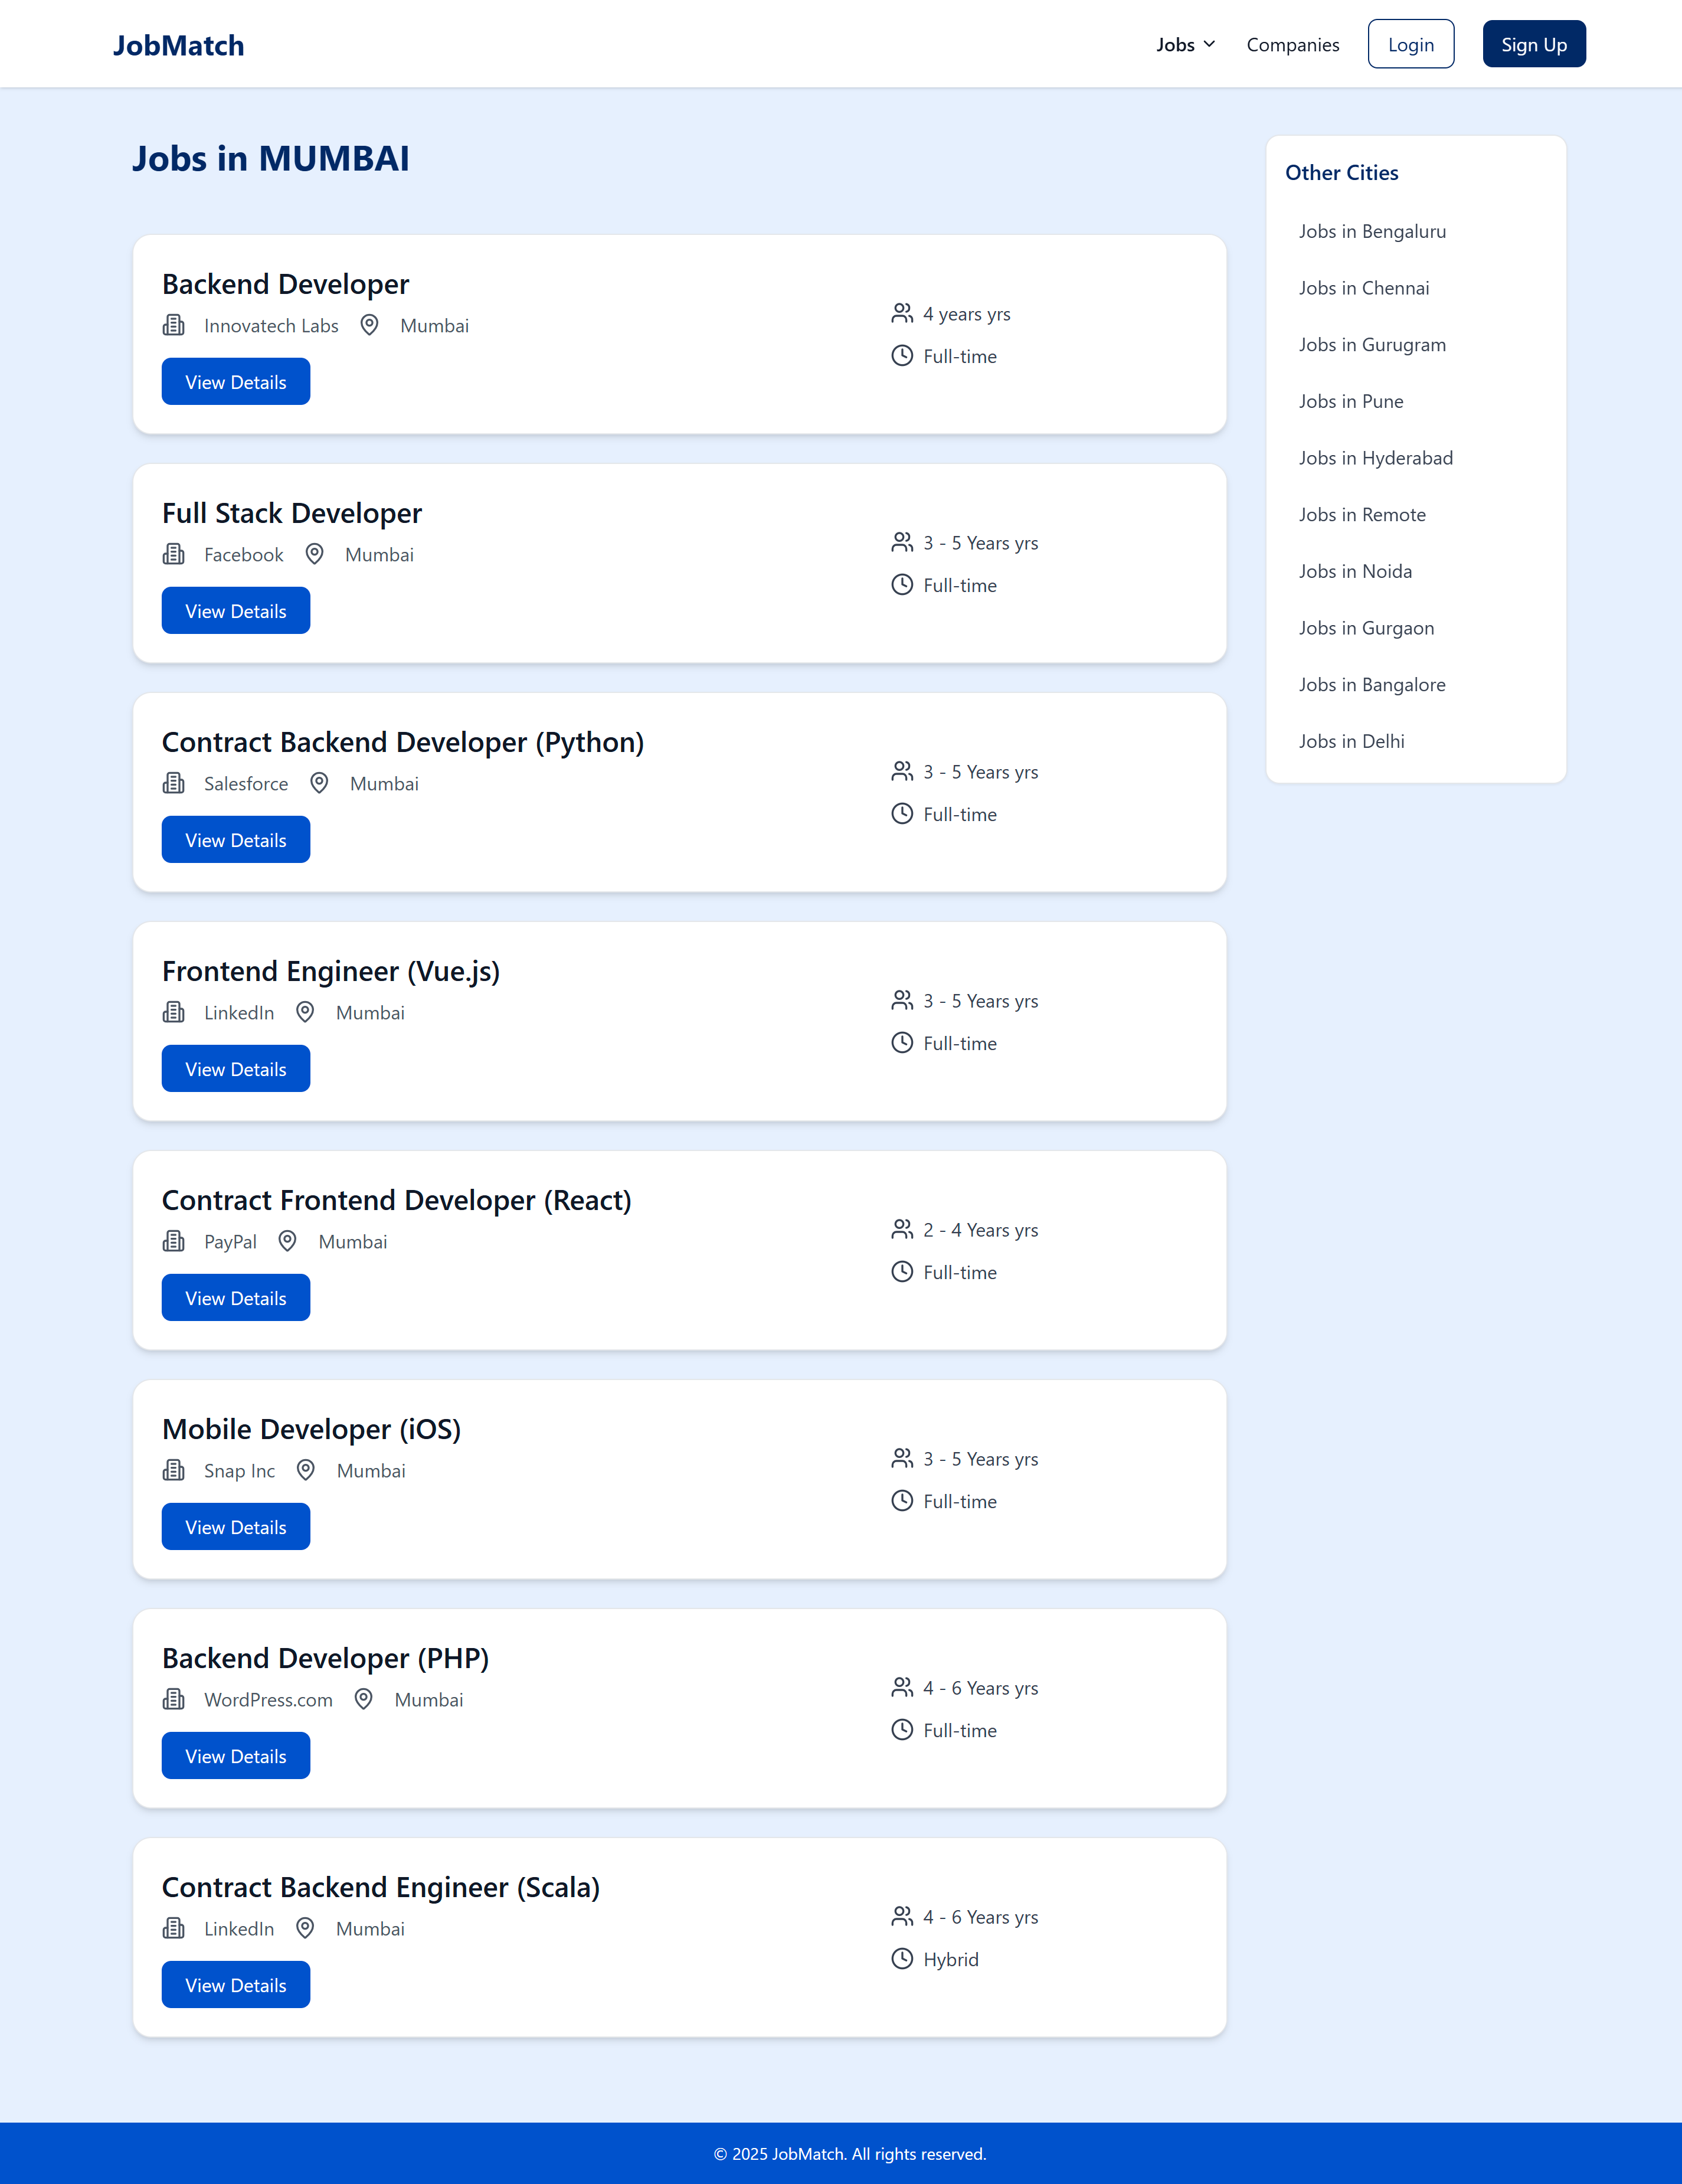 JobMatch
Jobs Companies Login Sign Up
Jobs in MUMBAI
Backend Developer
Innovatech Labs Mumbai
View Details
4 years yrs
Full-time
Full Stack Developer
Facebook Mumbai
View Details
3 - 5 Years yrs
Full-time
Contract Backend Developer (Python)
Salesforce Mumbai
View Details
3 - 5 Years yrs
Full-time
Frontend Engineer (Vue.js)
LinkedIn Mumbai
View Details
3 - 5 Years yrs
Full-time
Contract Frontend Developer (React)
PayPal Mumbai
View Details
2 - 4 Years yrs
Full-time
Mobile Developer (iOS)
Snap Inc Mumbai
View Details
3 - 5 Years yrs
Full-time
Backend Developer (PHP)
WordPress.com Mumbai
View Details
4 - 6 Years yrs
Full-time
Contract Backend Engineer (Scala)
LinkedIn Mumbai
View Details
4 - 6 Years yrs
Hybrid
Other Cities
Jobs in Bengaluru
Jobs in Chennai
Jobs in Gurugram
Jobs in Pune
Jobs in Hyderabad
Jobs in Remote
Jobs in Noida
Jobs in Gurgaon
Jobs in Bangalore
Jobs in Delhi
© 2025 JobMatch. All rights reserved.